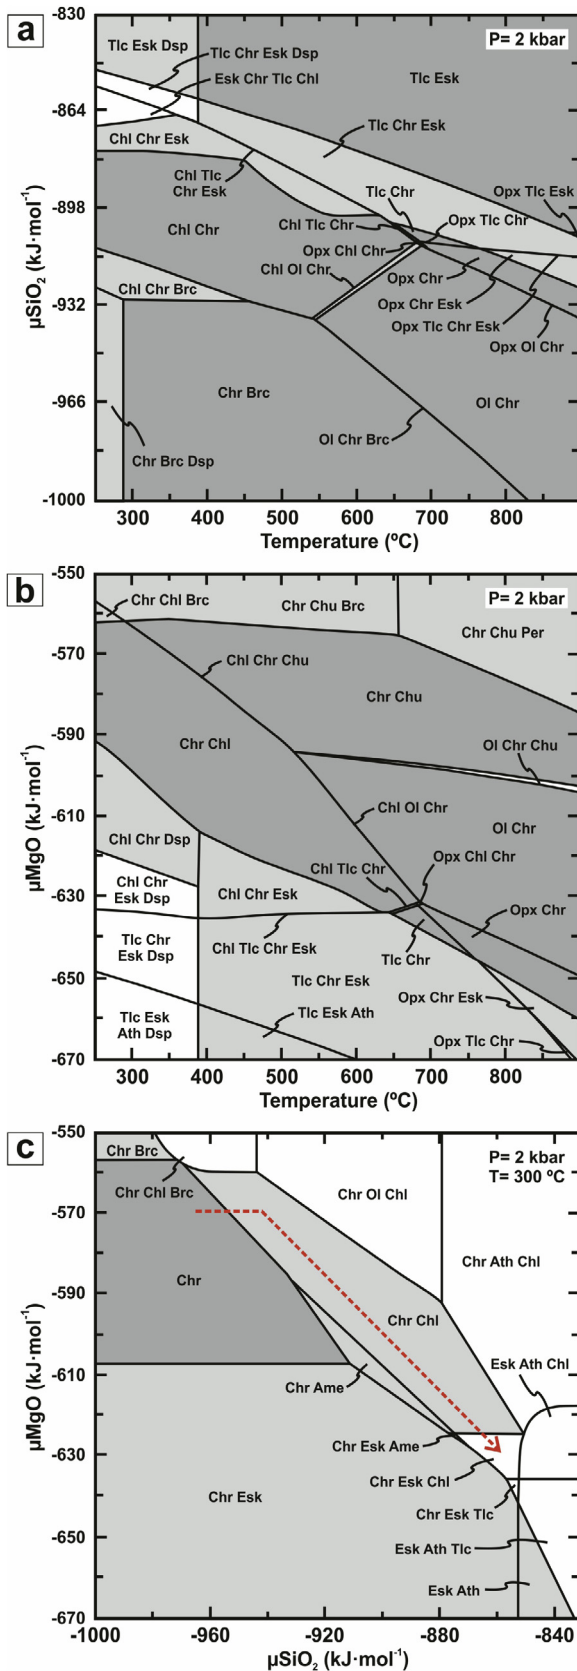 a
P= 2 kbar
-830
-864
-898
-932
-966
-1000
µSiO₂ (kJ·mol⁻¹)
Tlc Esk Dsp
Tlc Chr Esk Dsp
Esk Chr Tlc Chl
Tlc Esk
Tlc Chr Esk
Chl Chr Esk
Chl Tlc
Chr Esk
Tlc Chr
Opx Tlc Esk
Chl Tlc Chr
Opx Tlc Chr
Chl Chr
Opx Chl Chr
Chl Ol Chr
Opx Chr
Chl Chr Brc
Opx Chr Esk
Opx Tlc Chr Esk
Opx Ol Chr
Chr Brc
Ol Chr
Ol Chr Brc
Chr Brc Dsp
300
400
500
600
700
800
Temperature (ºC)
b
P= 2 kbar
-550
-570
-590
-610
-630
-650
-670
µMgO (kJ·mol⁻¹)
Chr Chl Brc
Chr Chu Brc
Chr Chu Per
Chl Chr Chu
Chr Chu
Chr Chl
Ol Chr Chu
Chl Ol Chr
Ol Chr
Chl Chr Dsp
Chl Tlc Chr
Opx Chl Chr
Chl Chr
Esk Dsp
Chl Chr Esk
Opx Chr
Tlc Chr
Esk Dsp
Chl Tlc Chr Esk
Tlc Chr
Tlc Chr Esk
Opx Chr Esk
Tlc Esk
Ath Dsp
Tlc Esk Ath
Opx Tlc Chr
300
400
500
600
700
800
Temperature (ºC)
c
P= 2 kbar
T= 300 ºC
-550
-570
-590
-610
-630
-650
-670
µMgO (kJ·mol⁻¹)
Chr Brc
Chr Chl Brc
Chr Ol Chl
Chr Ath Chl
Chr
Chr Chl
Esk Ath Chl
Chr Ame
Chr Esk Ame
Chr Esk Chl
Chr Esk
Chr Esk Tlc
Esk Ath Tlc
Esk Ath
-1000
-960
-920
-880
-840
µSiO₂ (kJ·mol⁻¹)